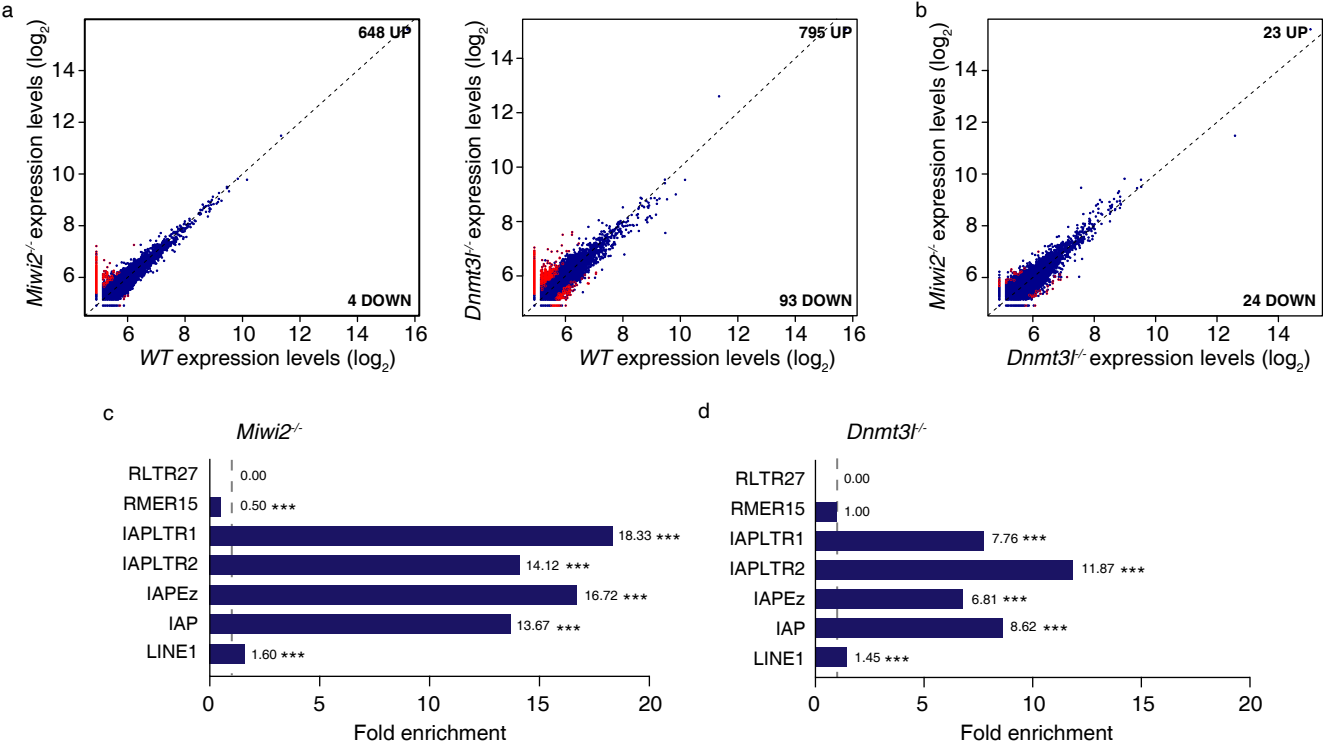 a
Miwi2-/- expression levels (log2)
648 UP
14
12
10
8
6
4 DOWN
6 8 10 12 14 16
WT expression levels (log2)
Dnmt3l-/- expression levels (log2)
795 UP
14
12
10
8
6
93 DOWN
6 8 10 12 14 16
WT expression levels (log2)
b
Miwi2-/- expression levels (log2)
23 UP
14
12
10
8
6
24 DOWN
6 8 10 12 14
Dnmt3l-/- expression levels (log2)
c
Miwi2-/-
RLTR27 0.00
RMER15 0.50 ***
IAPLTR1 18.33 ***
IAPLTR2 14.12 ***
IAPEz 16.72 ***
IAP 13.67 ***
LINE1 1.60 ***
0 5 10 15 20
Fold enrichment
d
Dnmt3l-/-
RLTR27 0.00
RMER15 1.00
IAPLTR1 7.76 ***
IAPLTR2 11.87 ***
IAPEz 6.81 ***
IAP 8.62 ***
LINE1 1.45 ***
0 5 10 15 20
Fold enrichment